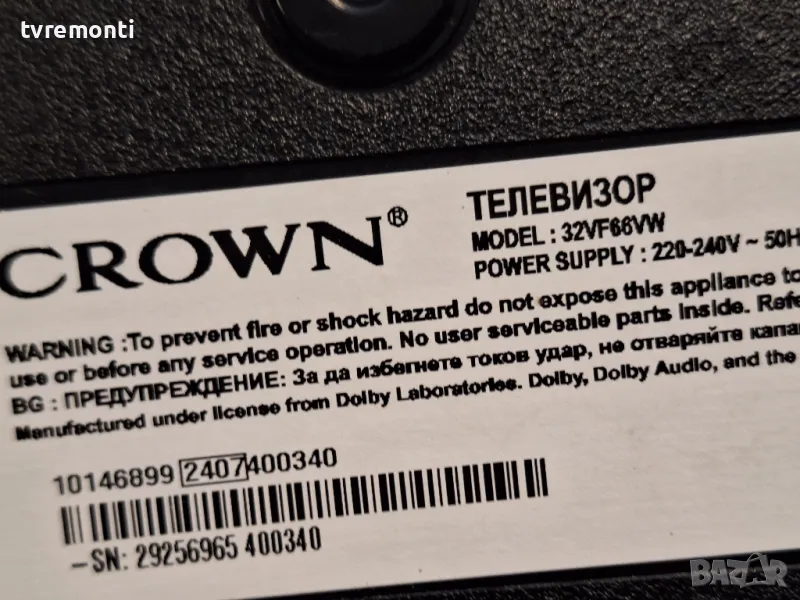 tvremonti
CROWN®
ТЕЛЕВИЗОР
MODEL : 32VF66VW
POWER SUPPLY : 220-240V ~ 50H
WARNING :To prevent fire or shock hazard do not expose this appliance to
use or before any service operation. No user serviceable parts inside. Refe
BG : ПРЕДУПРЕЖДЕНИЕ: За да избегнете токов удар, не отваряйте капа
Manufactured under license from Dolby Laboratories. Dolby, Dolby Audio, and the
10146899 2407 400340
-SN: 29256965 400340
BAZAR